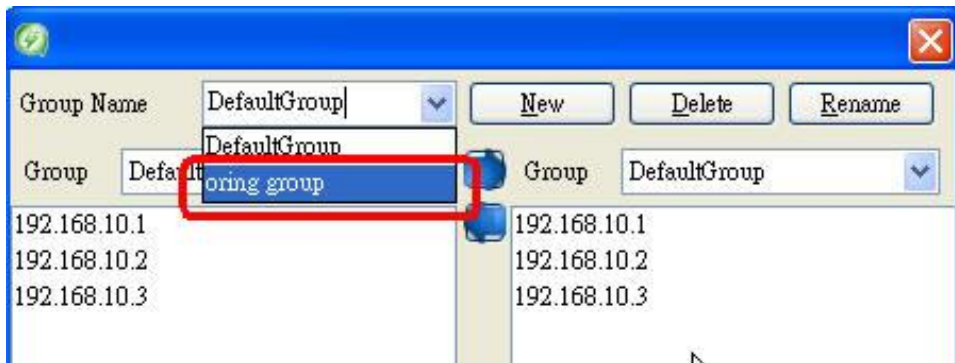 Group Name DefaultGroup New Delete Rename
DefaultGroup
Group Group DefaultGroup
oring group
192.168.10.1 192.168.10.1
192.168.10.2 192.168.10.2
192.168.10.3 192.168.10.3